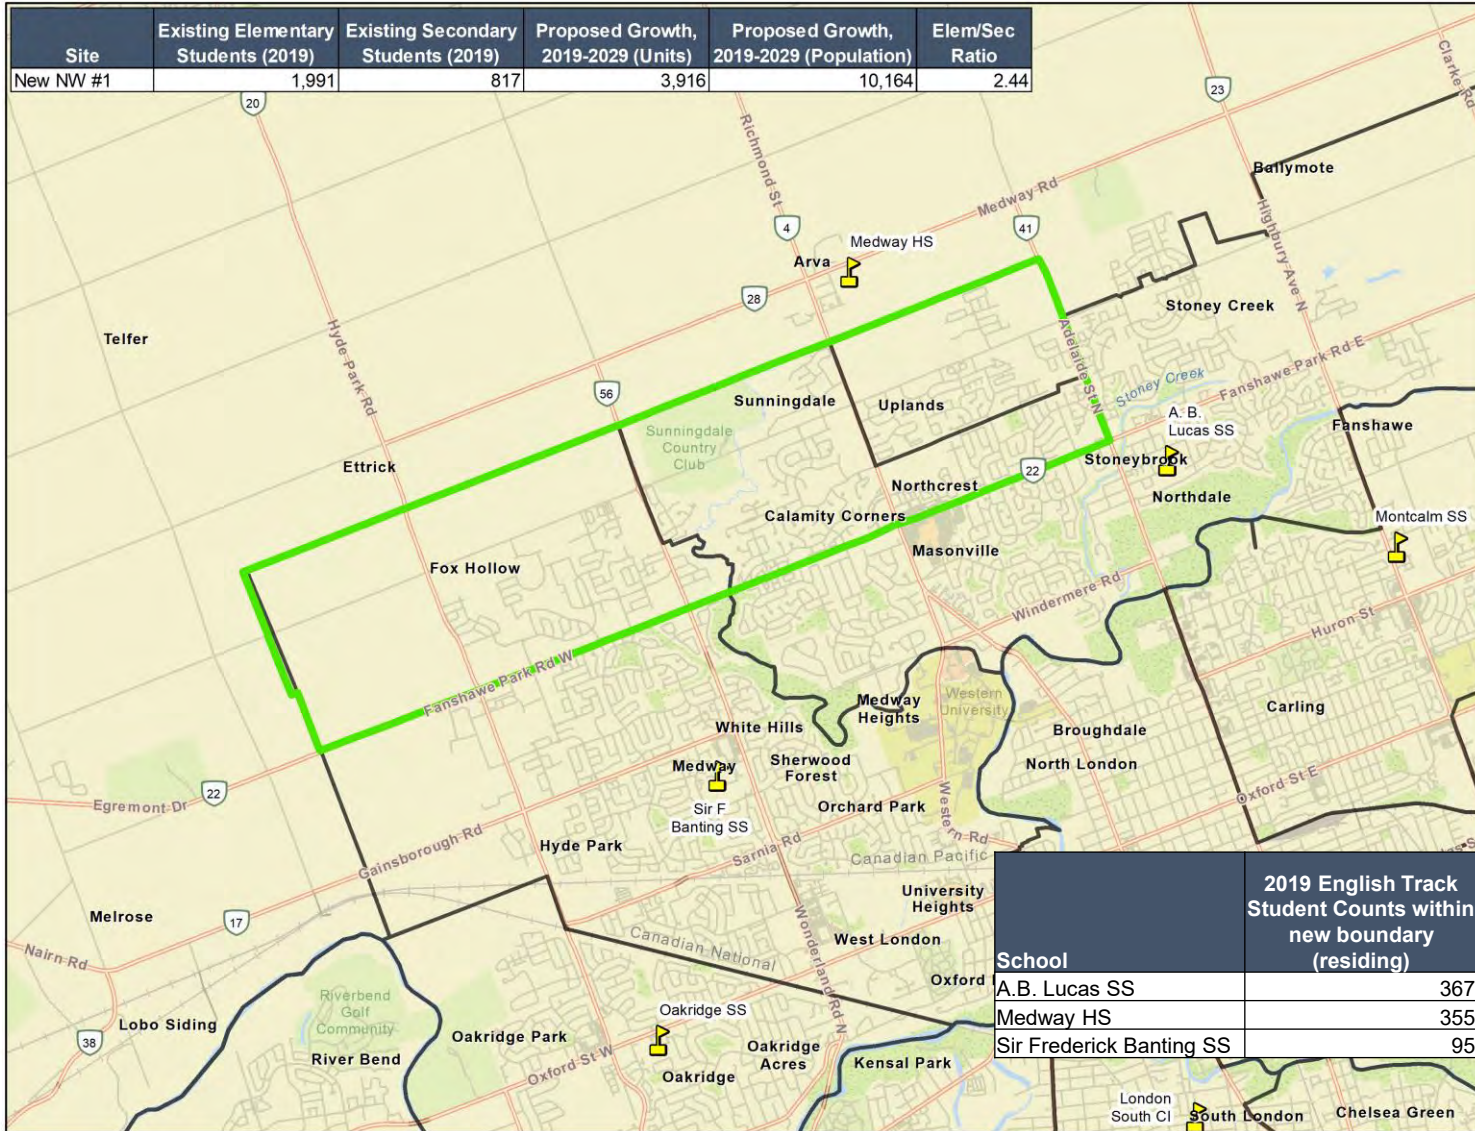 Site
Existing Elementary Students (2019)
Existing Secondary Students (2019)
Proposed Growth, 2019-2029 (Units)
Proposed Growth, 2019-2029 (Population)
Elem/Sec Ratio
New NW #1 1,991 817 3,916 10,164 2.44
20
23
Clarke Rd
Richmond St
Ballymote
Medway Rd
4
41
Highbury Ave N
Medway HS
Arva
28
Stoney Creek
Telfer
Hyde Park Rd
Adelaide St N
Fanshawe Park Rd E
56
Stoney Creek
Sunningdale
Uplands
A. B.
Lucas SS
Fanshawe
Sunningdale
Country
Club
Ettrick
Stoneybrook
22
Northcrest
Northdale
Calamity Corners
Montcalm SS
Masonville
Fox Hollow
Windermere Rd
Huron St
Fanshawe Park Rd W
Medway
Heights
Western
University
Carling
White Hills
Broughdale
Sherwood
Forest
North London
Medway
Egremont Dr
22
Orchard Park
Oxford St E
Sir F
Banting SS
Western Rd
Gainsborough Rd
Hyde Park
Sarnia Rd
Canadian Pacific
University
Heights
Melrose
17
Wonderland Rd N
West London
Nairn Rd
Canadian National
Oxford
Riverbend
Golf
Community
Lobo Siding
38
Oakridge SS
Oakridge Park
River Bend
Oakridge
Acres
Kensal Park
Oxford St W
Oakridge
School
2019 English Track
Student Counts within
new boundary
(residing)
A.B. Lucas SS 367
Medway HS 355
Sir Frederick Banting SS 95
London
South CI
South London
Chelsea Green